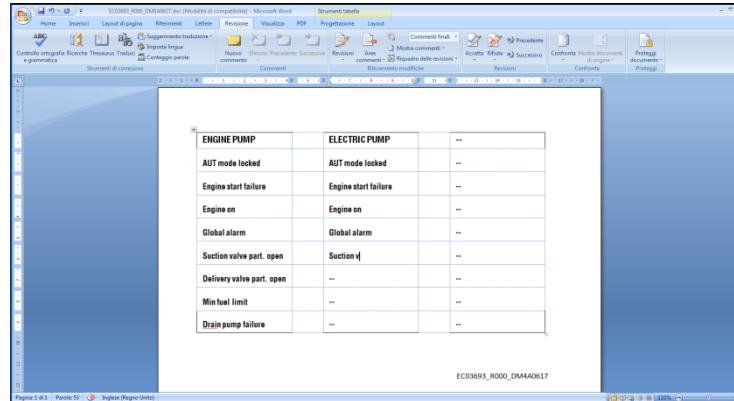 EC03693_R000_DM4A0617.doc [Modalità di compatibilità] - Microsoft Word
Strumenti tabella
Home Inserisci Layout di pagina Riferimenti Lettere Revisione Visualizza PDF Progettazione Layout
ABC
Controllo ortografia e grammatica
Ricerche
Thesaurus
Traduci
Suggerimento traduzione
Imposta lingua
Conteggio parole
Strumenti di correzione
Nuovo commento
Elimina
Precedente
Successivo
Commenti
Revisioni
Aree commenti
Commenti finali
Mostra commenti
Riquadro delle revisioni
Rilevamento modifiche
Accetta
Rifiuta
Precedente
Successivo
Revisioni
Confronta
Mostra documenti di origine
Confronta
Proteggi documento
Proteggi
ENGINE PUMP ELECTRIC PUMP --
AUT mode locked AUT mode locked --
Engine start failure Engine start failure --
Engine on Engine on --
Global alarm Global alarm --
Suction valve part. open Suction v --
Delivery valve part. open -- --
Min fuel limit -- --
Drain pump failure -- --
EC03693_R000_DM4A0617
Pagina: 1 di 1 Parole: 53 Inglese (Regno Unito) 110%